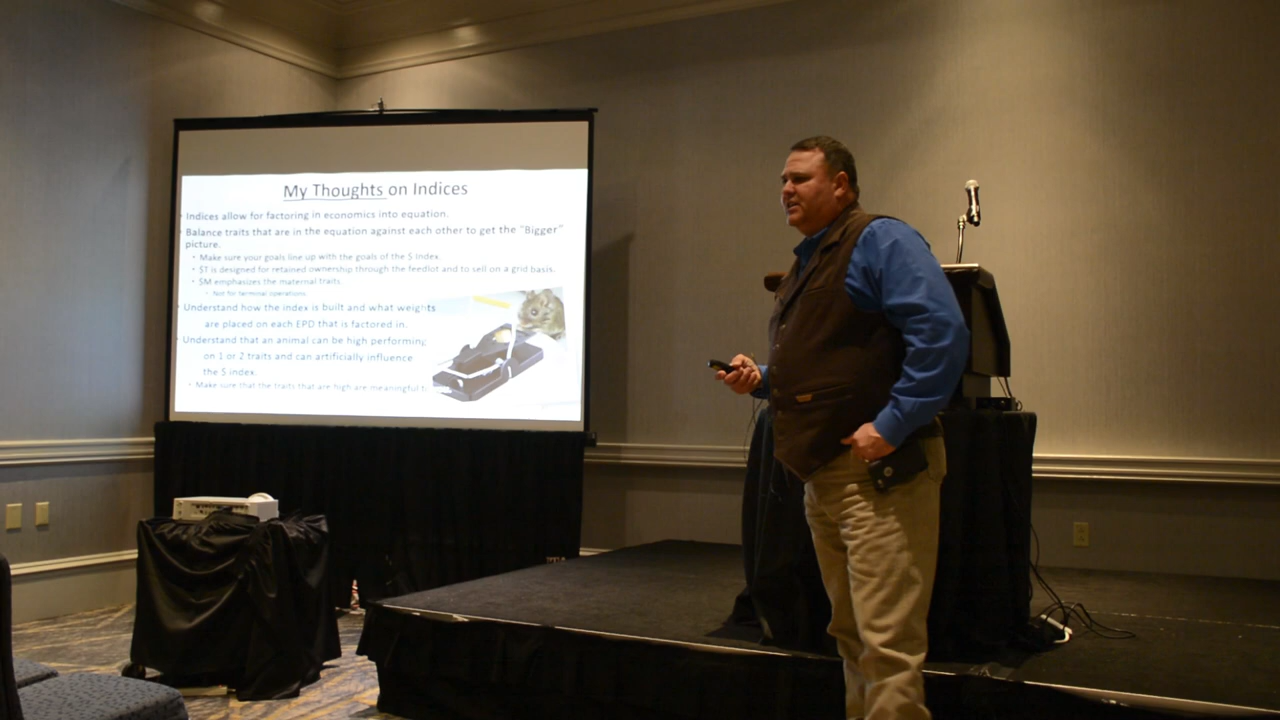 My Thoughts on Indices
Indices allow for factoring in economics into equation.
Balance traits that are in the equation against each other to get the "Bigger"
picture.
Make sure your goals line up with the goals of the $ Index.
$T is designed for retained ownership through the feedlot and to sell on a grid basis.
$M emphasizes the maternal traits.
Not for terminal operations
Understand how the index is built and what weights
are placed on each EPD that is factored in.
Understand that an animal can be high performing
on 1 or 2 traits and can artificially influence
the $ index.
Make sure that the traits that are high are meaningful t